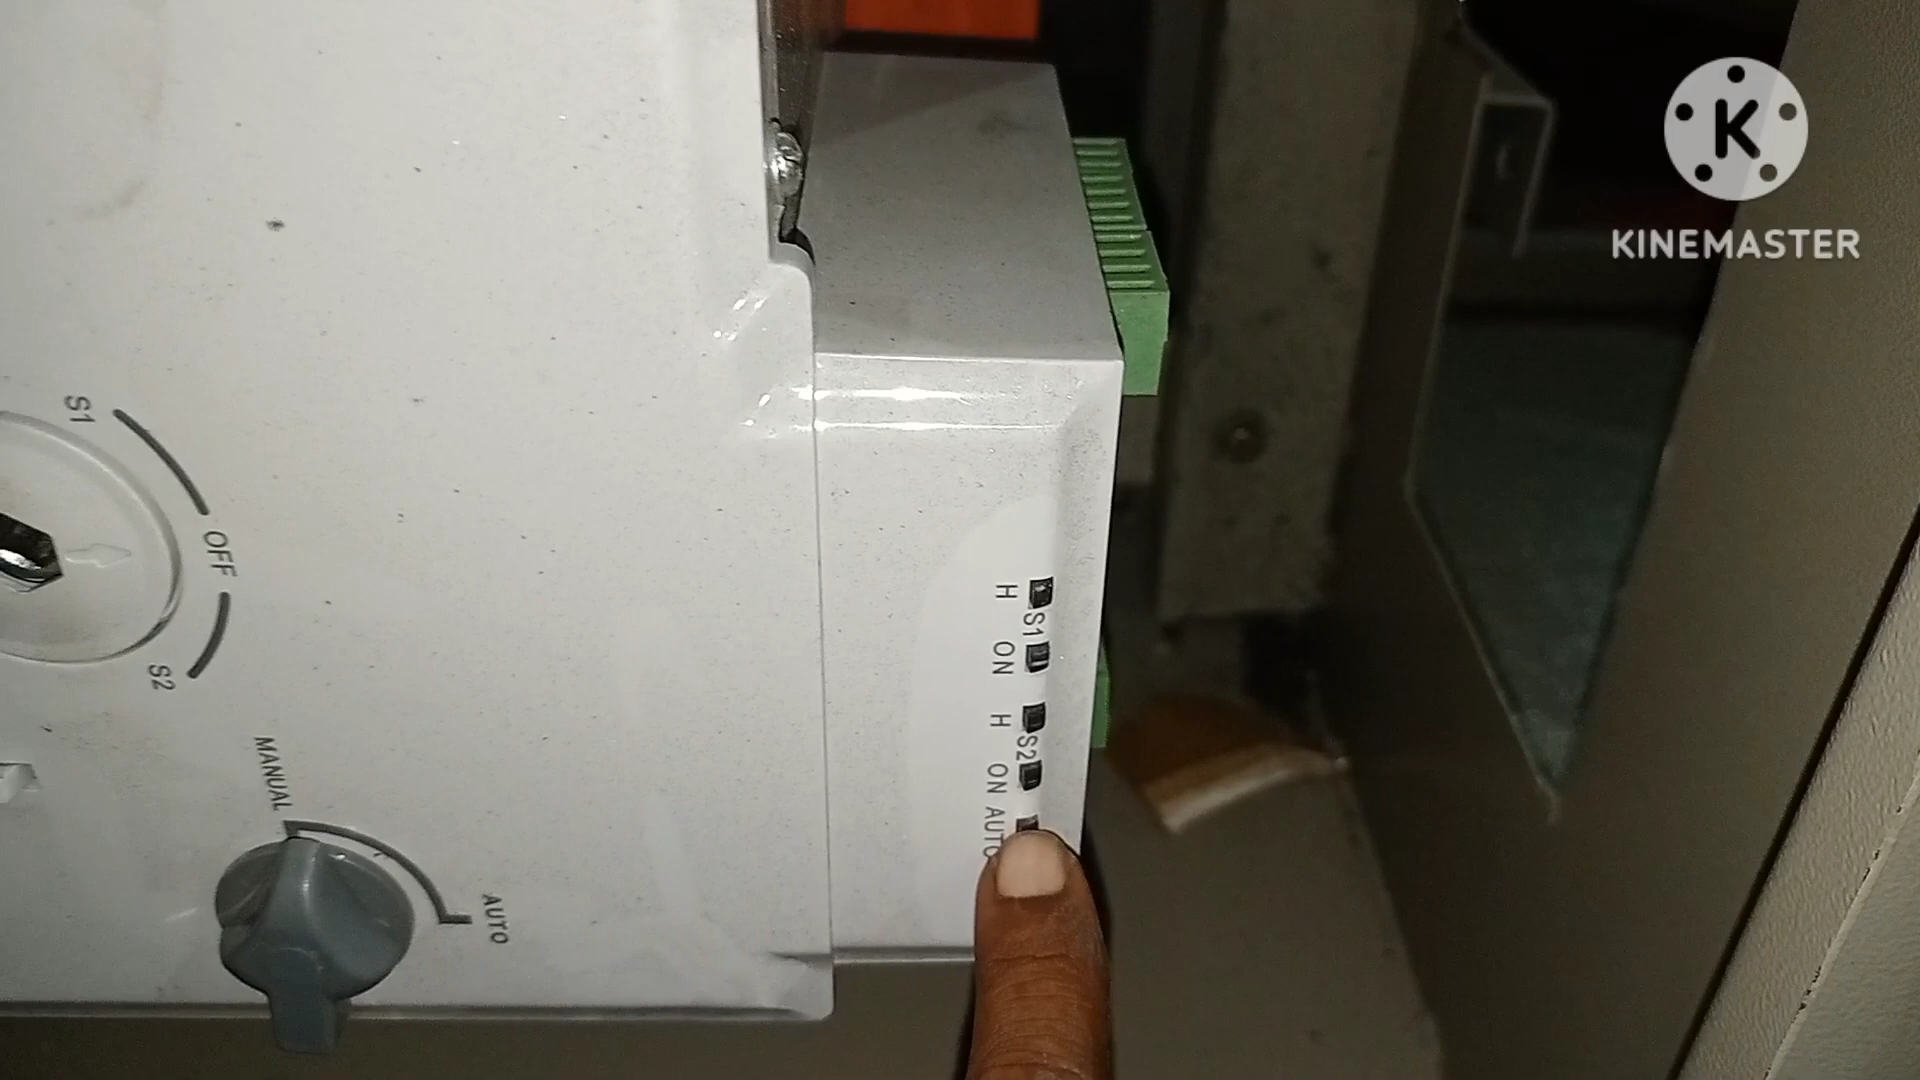 K
KINEMASTER
S1
OFF
S2
MANUAL
AUTO
H
S1
ON
H
S2
ON
AUTO